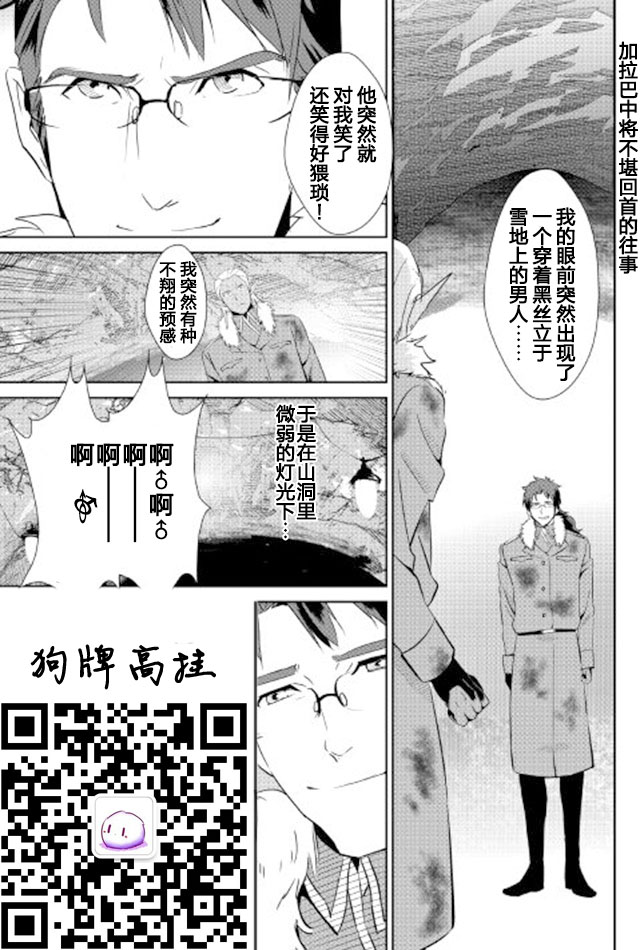 加拉巴中将不堪回首的往事
我的眼前突然出现了
一个穿着黑丝立于
雪地上的男人……
他突然就
对我笑了
还笑得好猥琐！
我突然有种
不翔的预感
于是在山洞里
微弱的灯光下…
啊♂啊♂
啊——
啊——
啊♂
狗牌高挂